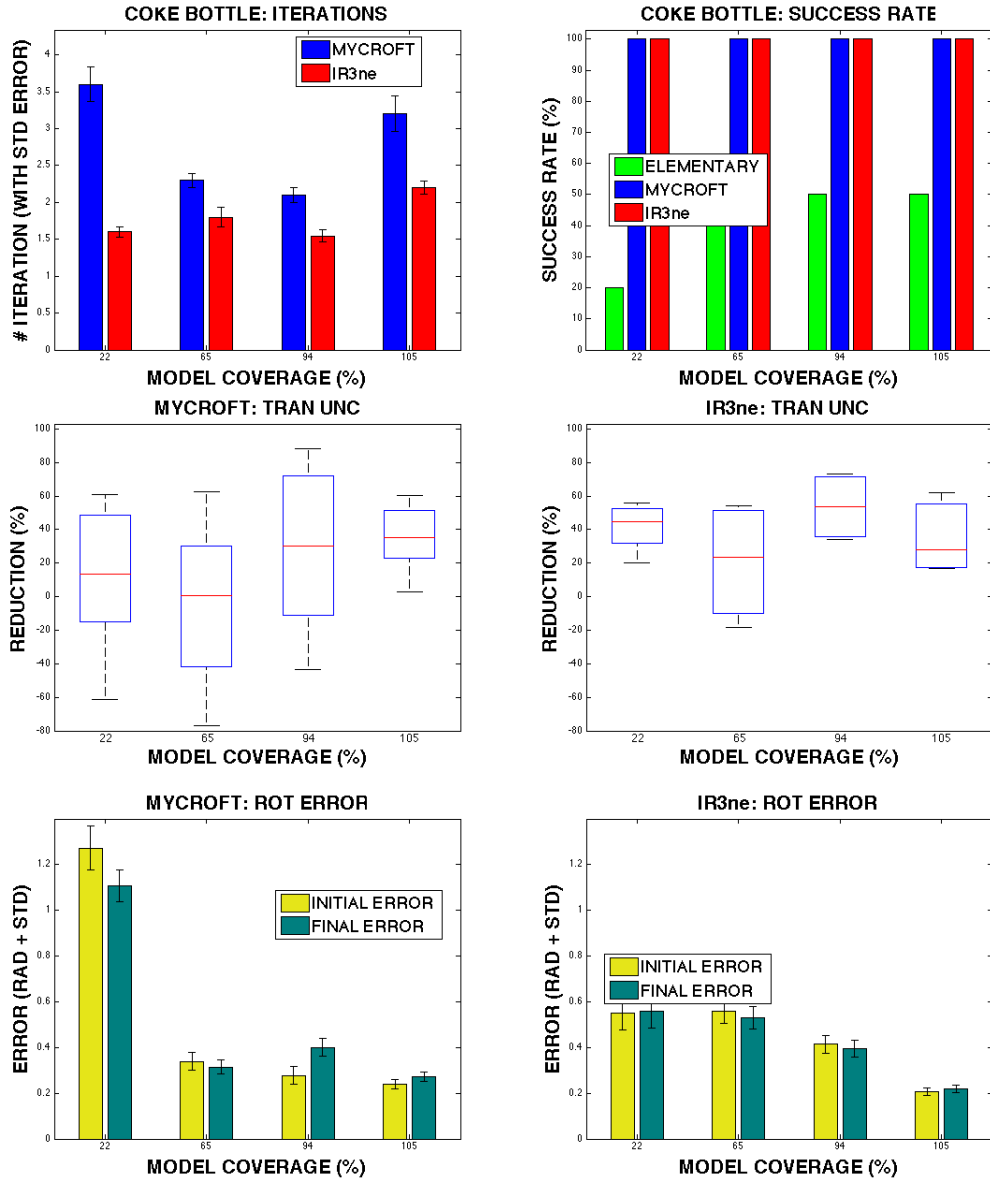 COKE BOTTLE: ITERATIONS
# ITERATION (WITH STD ERROR)
4
3.5
3
2.5
2
1.5
1
0.5
0
MYCROFT
IR3ne
22 65 94 105
MODEL COVERAGE (%)
COKE BOTTLE: SUCCESS RATE
SUCCESS RATE (%)
100
90
80
70
60
50
40
30
20
10
0
ELEMENTARY
MYCROFT
IR3ne
22 65 94 105
MODEL COVERAGE (%)
MYCROFT: TRAN UNC
REDUCTION (%)
100
80
60
40
20
0
-20
-40
-60
-80
22 65 94 105
MODEL COVERAGE (%)
IR3ne: TRAN UNC
REDUCTION (%)
100
80
60
40
20
0
-20
-40
-60
-80
22 65 94 105
MODEL COVERAGE (%)
MYCROFT: ROT ERROR
ERROR (RAD + STD)
1.2
1
0.8
0.6
0.4
0.2
0
INITIAL ERROR
FINAL ERROR
22 65 94 105
MODEL COVERAGE (%)
IR3ne: ROT ERROR
ERROR (RAD + STD)
1.2
1
0.8
0.6
0.4
0.2
0
INITIAL ERROR
FINAL ERROR
22 65 94 105
MODEL COVERAGE (%)